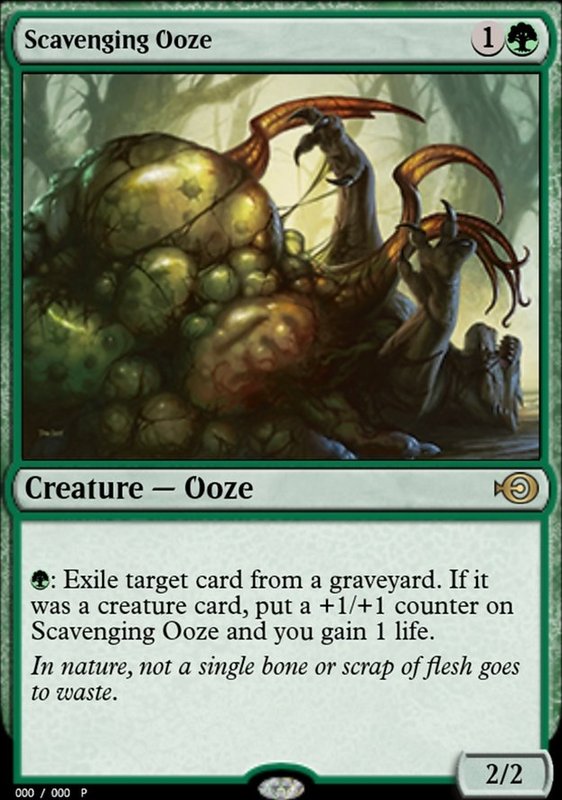 Scavenging Ooze 1
Creature — Ooze
: Exile target card from a graveyard. If it
was a creature card, put a +1/+1 counter on
Scavenging Ooze and you gain 1 life.
In nature, not a single bone or scrap of flesh goes
to waste.
2/2
000 / 000 P